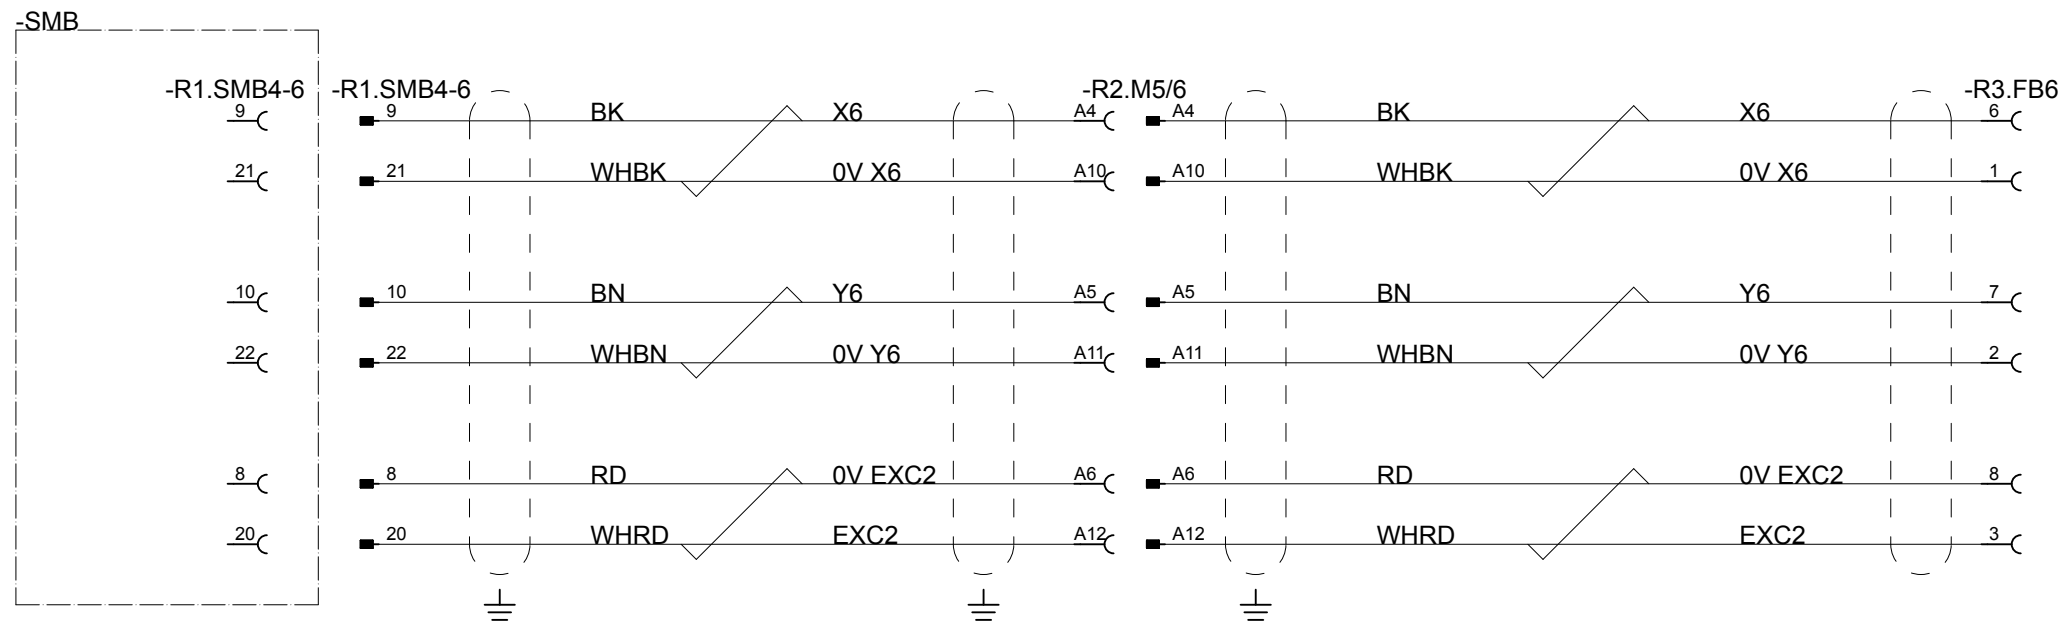 -SMB
-R1.SMB4-6 -R1.SMB4-6 -R2.M5/6 -R3.FB6
9 9 BK X6 A4 A4 BK X6 6
21 21 WHBK 0V X6 A10 A10 WHBK 0V X6 1
10 10 BN Y6 A5 A5 BN Y6 7
22 22 WHBN 0V Y6 A11 A11 WHBN 0V Y6 2
8 8 RD 0V EXC2 A6 A6 RD 0V EXC2 8
20 20 WHRD EXC2 A12 A12 WHRD EXC2 3